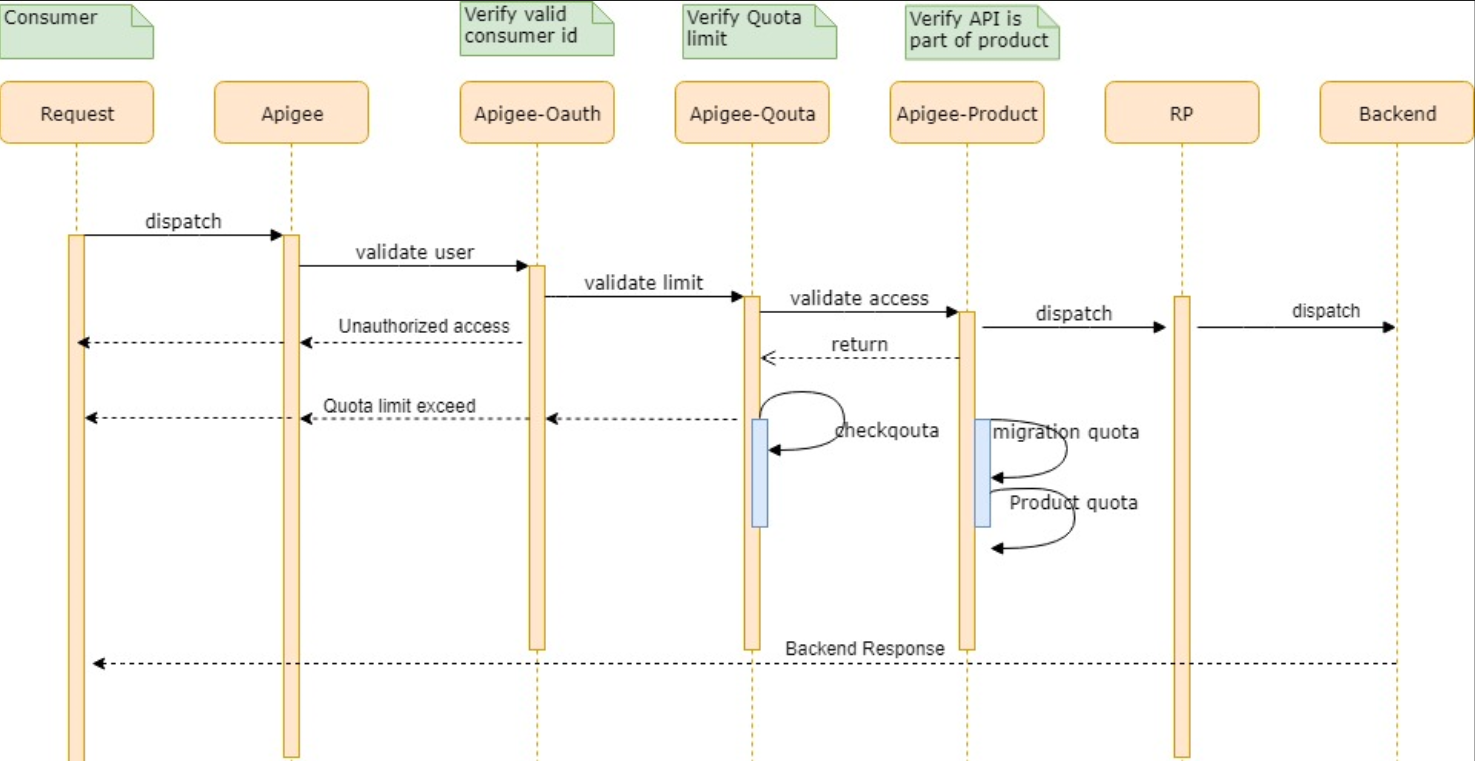 Consumer
Verify valid
consumer id
Verify Quota
limit
Verify API is
part of product
Request
Apigee
Apigee-Oauth
Apigee-Qouta
Apigee-Product
RP
Backend
dispatch
validate user
validate limit
validate access
dispatch
dispatch
Unauthorized access
return
Quota limit exceed
checkqouta
migration quota
Product quota
Backend Response